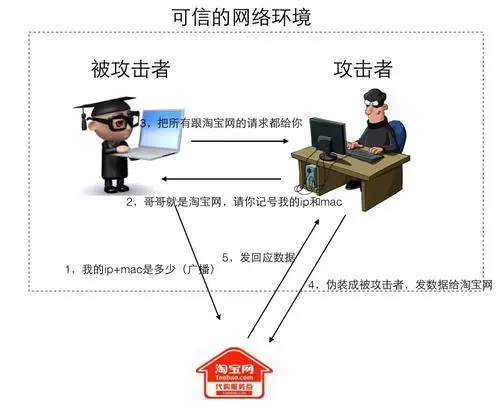 可信的网络环境
被攻击者
攻击者
3，把所有跟淘宝网的请求都给你
2，哥哥就是淘宝网，请你记号我的ip和mac
1，我的ip+mac是多少（广播）
5，发回应数据
4，伪装成被攻击者，发数据给淘宝网
淘宝网
Taobao.com
代购服务点